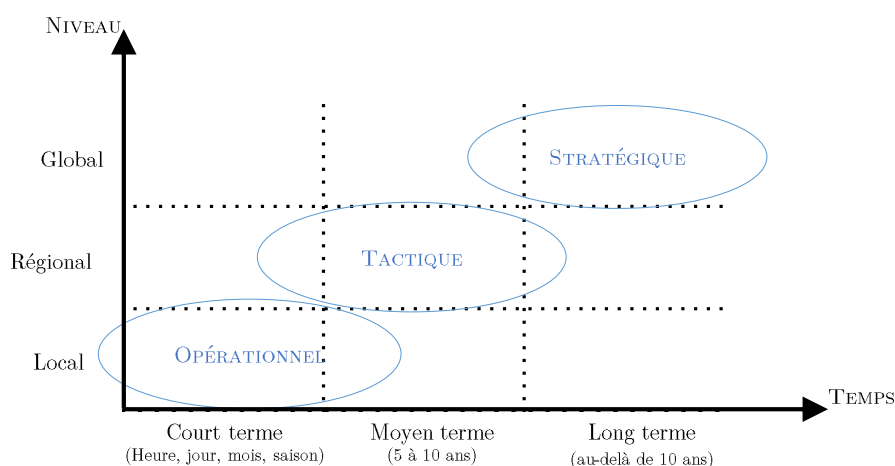 NIVEAU
Global
STRATÉGIQUE
Régional
TACTIQUE
Local
OPÉRATIONNEL
TEMPS
Court terme
(Heure, jour, mois, saison)
Moyen terme
(5 à 10 ans)
Long terme
(au-delà de 10 ans)